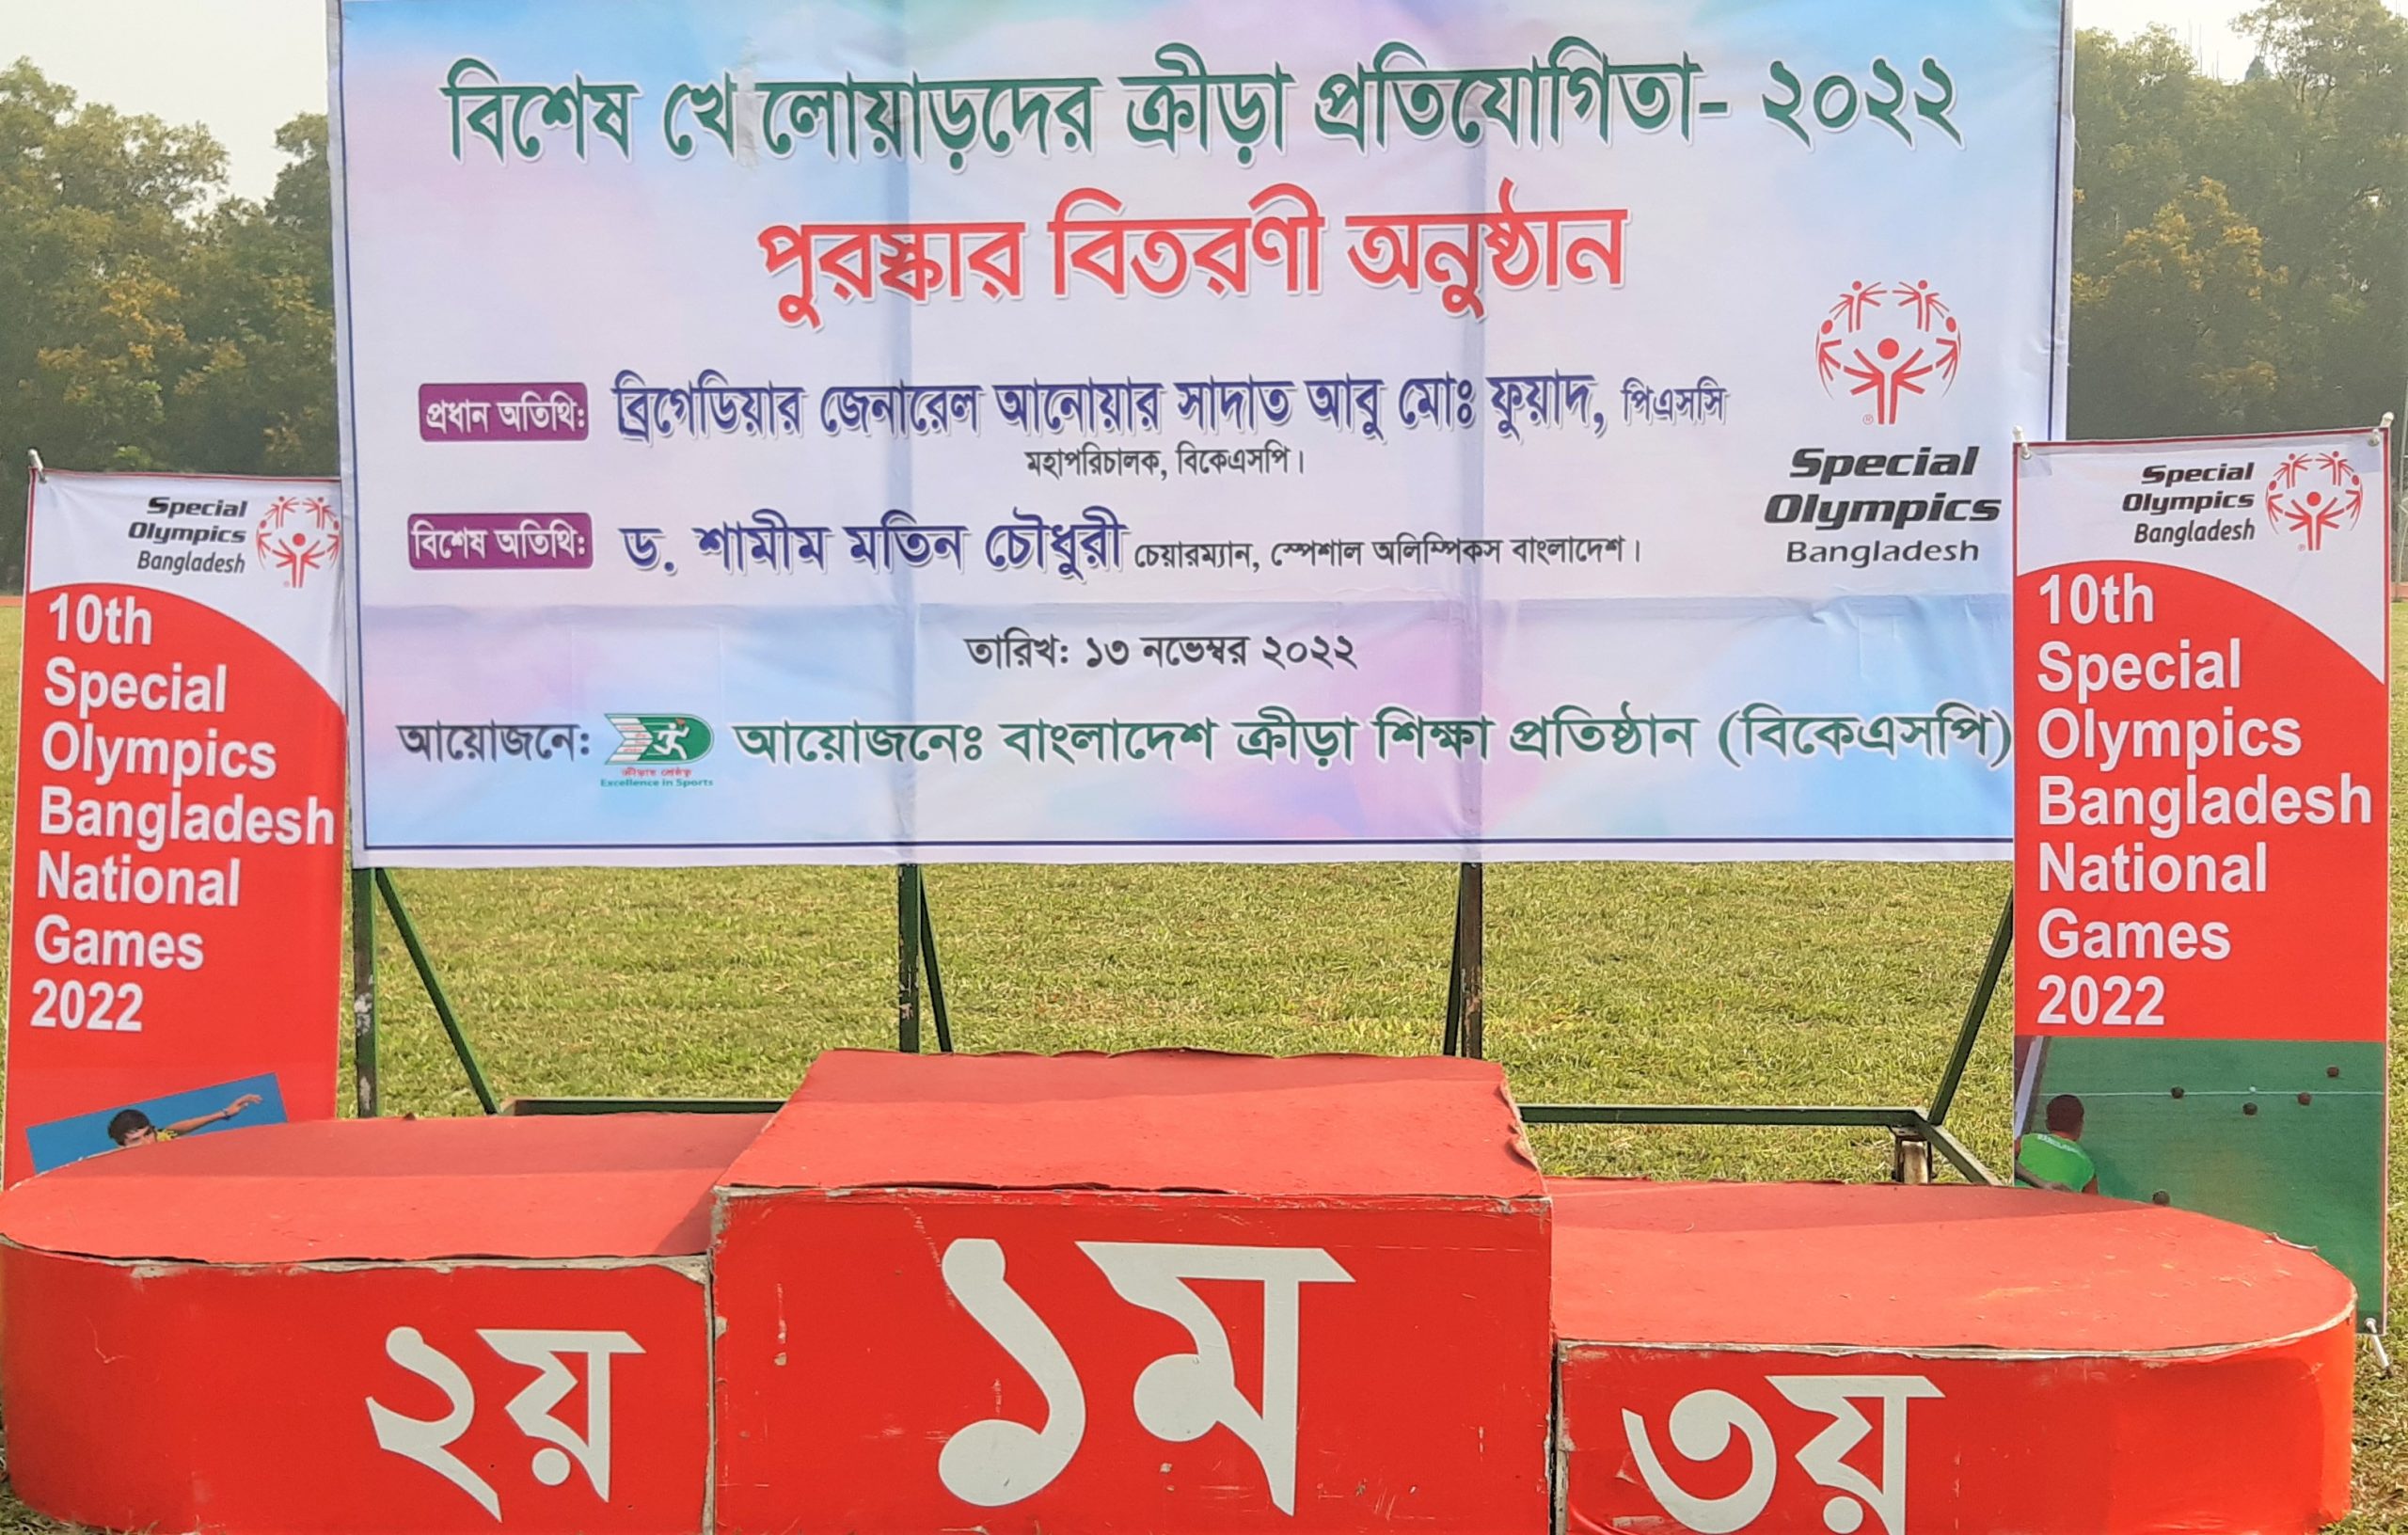 বিশেষ খে লোয়াড়দের ক্রীড়া প্রতিযোগিতা- ২০২২
পুরস্কার বিতরণী অনুষ্ঠান
প্রধান অতিথি: ব্রিগেডিয়ার জেনারেল আনোয়ার সাদাত আবু মোঃ ফুয়াদ, পিএসসি
মহাপরিচালক, বিকেএসপি।
বিশেষ অতিথি: ড. শামীম মতিন চৌধুরী চেয়ারম্যান, স্পেশাল অলিম্পিকস বাংলাদেশ।
তারিখ: ১৩ নভেম্বর ২০২২
আয়োজনে: আয়োজনেঃ বাংলাদেশ ক্রীড়া শিক্ষা প্রতিষ্ঠান (বিকেএসপি)
ক্রীড়ায় শ্রেষ্ঠত্ব
Excellence in Sports
Special
Olympics
Bangladesh
Special
Olympics
Bangladesh
10th
Special
Olympics
Bangladesh
National
Games
2022
Special
Olympics
Bangladesh
10th
Special
Olympics
Bangladesh
National
Games
2022
২য়
১ম
৩য়